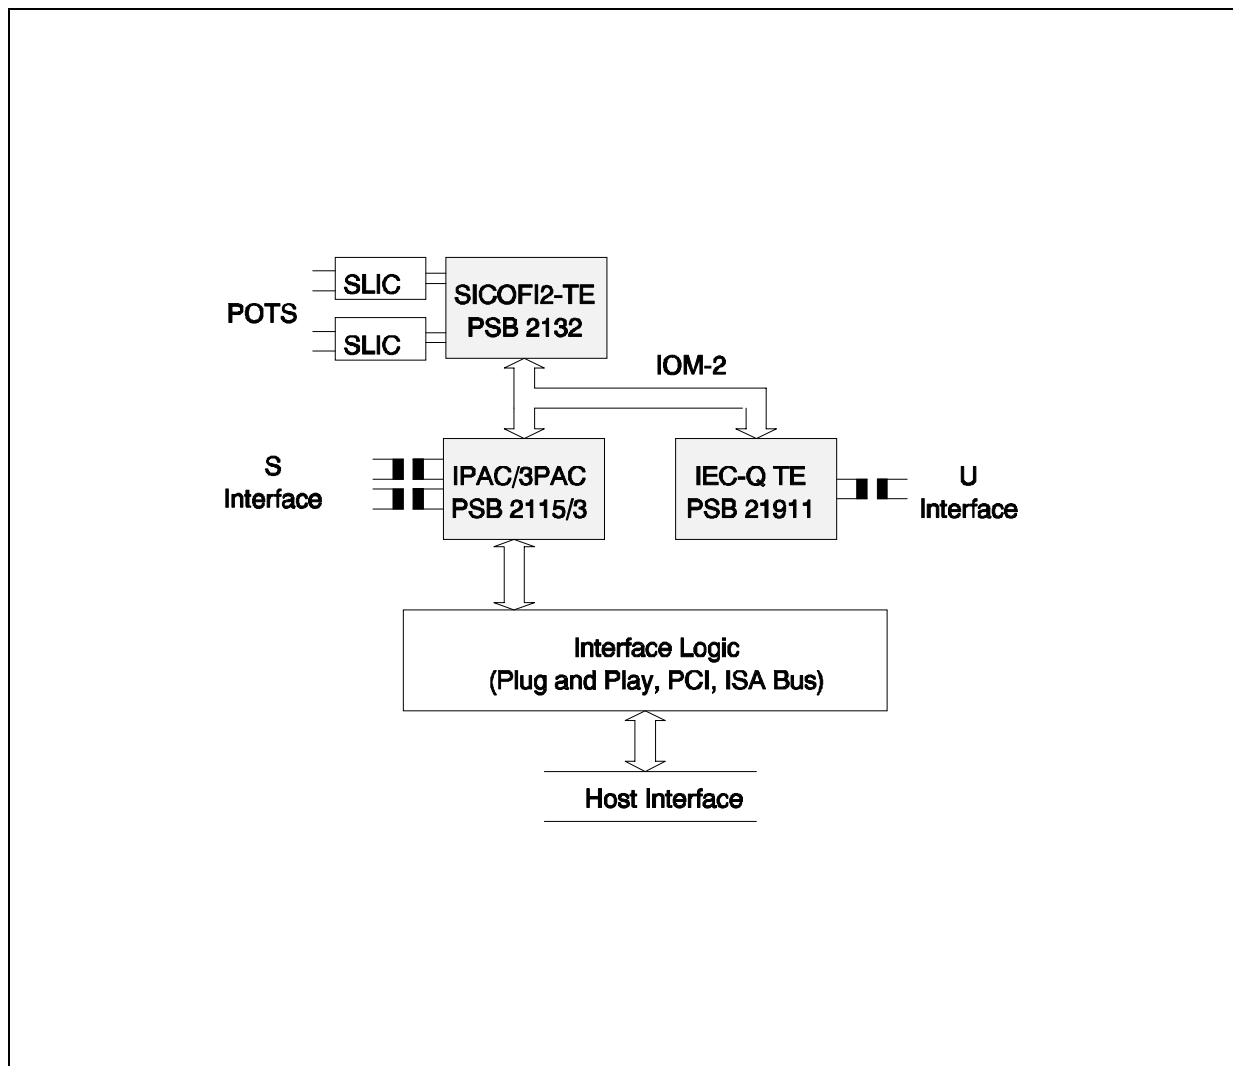 SLIC
SICOFI2-TE
PSB 2132
POTS
SLIC
IOM-2
S
Interface
IPAC/3PAC
PSB 2115/3
IEC-Q TE
PSB 21911
U
Interface
Interface Logic
(Plug and Play, PCI, ISA Bus)
Host Interface